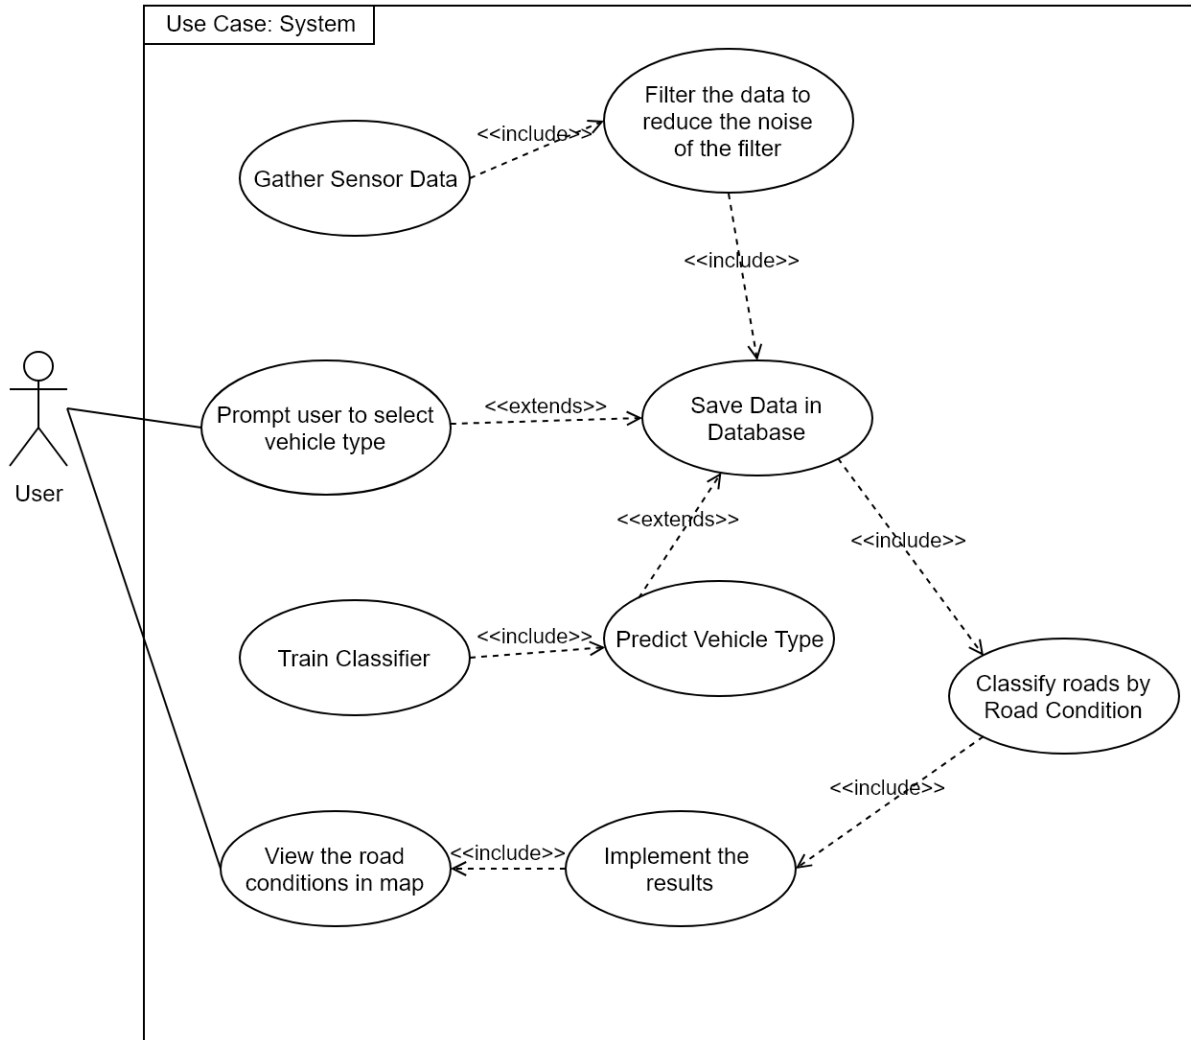 Use Case: System
Filter the data to
reduce the noise
of the filter
<<include>>
Gather Sensor Data
<<include>>
Prompt user to select
vehicle type
<<extends>>
Save Data in
Database
User
<<extends>>
<<include>>
Train Classifier
<<include>>
Predict Vehicle Type
Classify roads by
Road Condition
<<include>>
View the road
conditions in map
<<include>>
Implement the
results